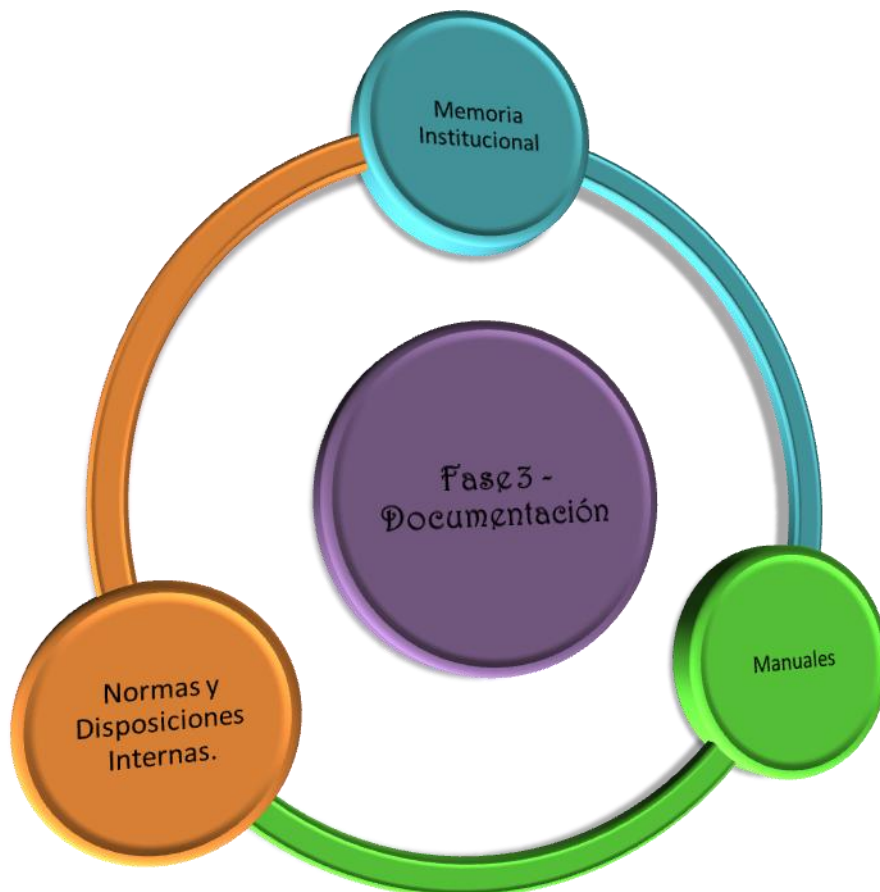 Memoria
Institucional
Fase 3 -
Documentación
Manuales
Normas y
Disposiciones
Internas.